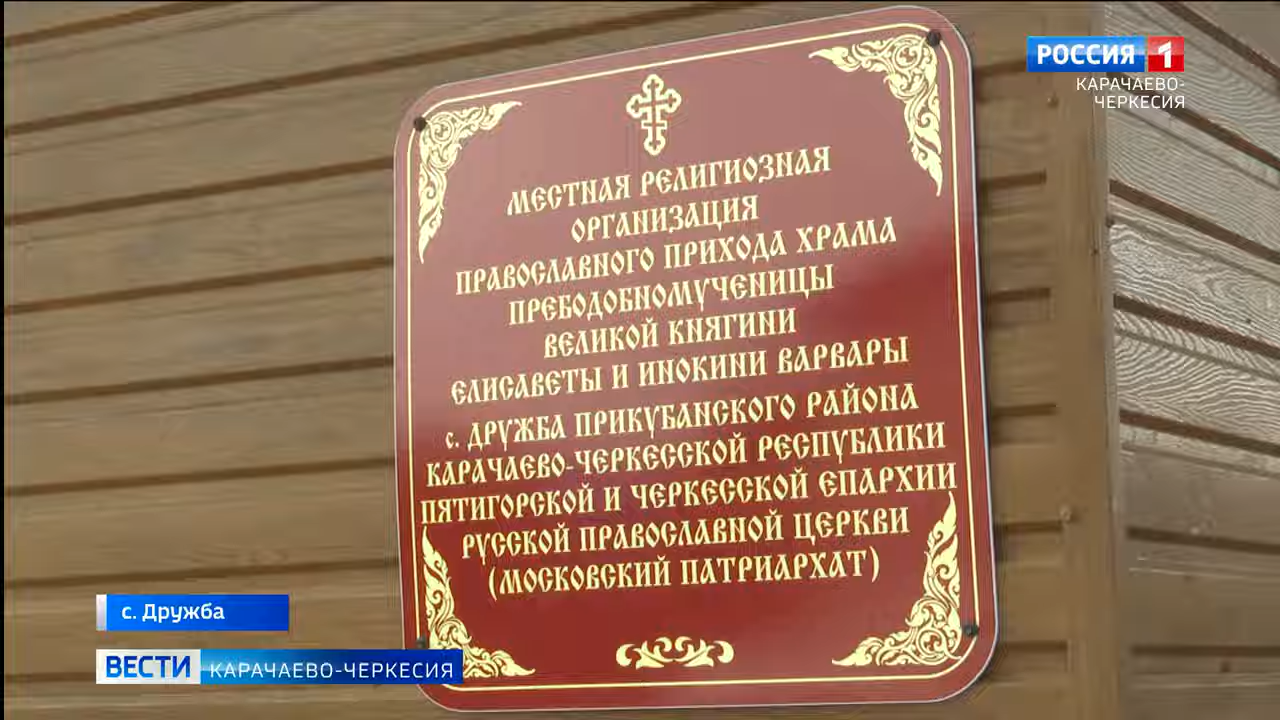 РОССИЯ 1
КАРАЧАЕВО-
ЧЕРКЕСИЯ
МЕСТНАЯ РЕЛИГИОЗНАЯ
ОРГАНИЗАЦИЯ
ПРАВОСЛАВНОГО ПРИХОДА ХРАМА
ПРЕБОДОБНОМУЧЕНИЦЫ
ВЕЛИКОЙ КНЯГИНИ
ЕЛИСАВЕТЫ И ИНОКИНИ ВАРВАРЫ
с. ДРУЖБА ПРИКУБАНСКОГО РАЙОНА
КАРАЧАЕВО-ЧЕРКЕССКОЙ РЕСПУБЛИКИ
ПЯТИГОРСКОЙ И ЧЕРКЕССКОЙ ЕПАРХИИ
РУССКОЙ ПРАВОСЛАВНОЙ ЦЕРКВИ
(МОСКОВСКИЙ ПАТРИАРХАТ)
с. Дружба
ВЕСТИ КАРАЧАЕВО-ЧЕРКЕСИЯ